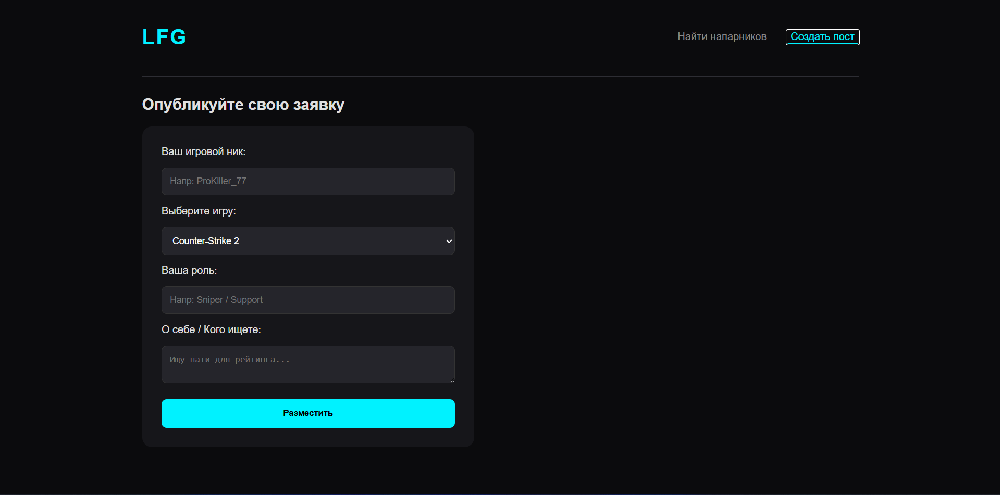 LFG
Найти напарников
Создать пост
Опубликуйте свою заявку
Ваш игровой ник:
Напр: ProKiller_77
Выберите игру:
Counter-Strike 2
Ваша роль:
Напр: Sniper / Support
О себе / Кого ищете:
Ищу пати для рейтинга...
Разместить